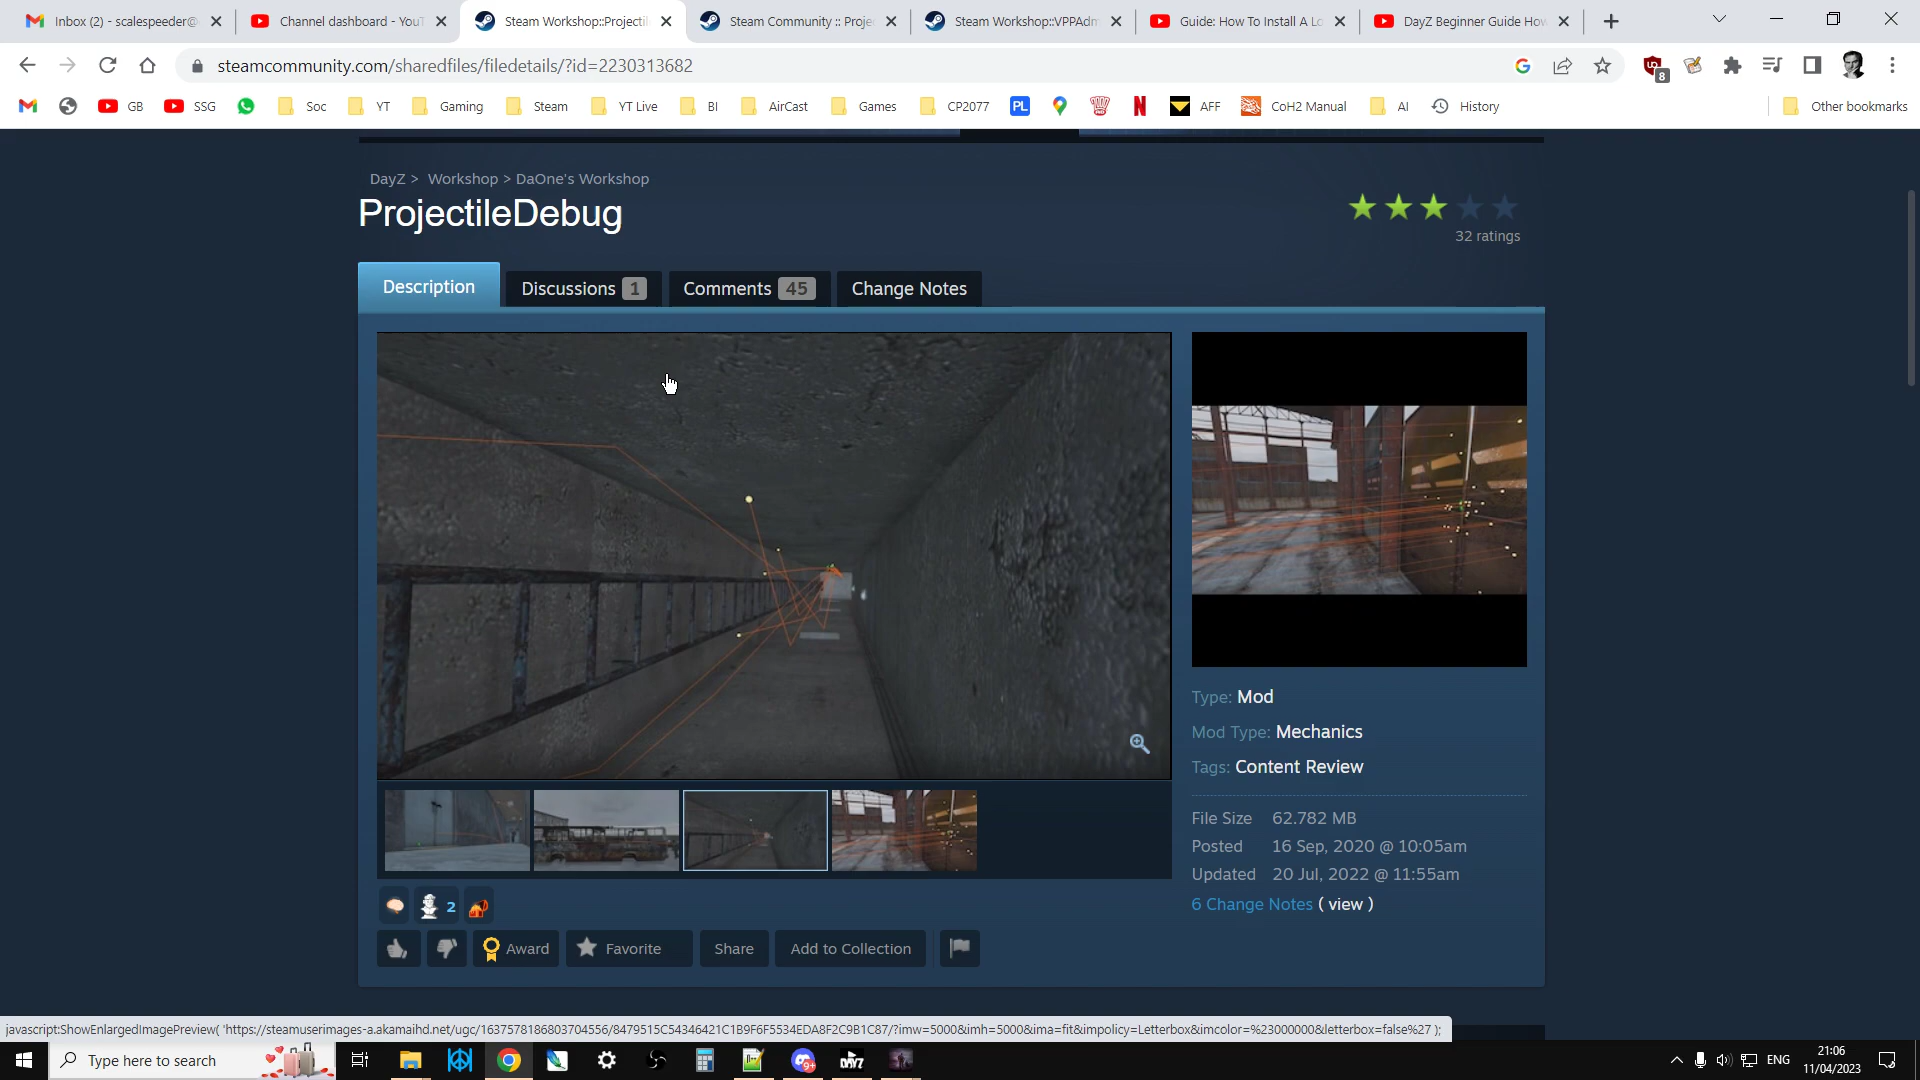 Inbox (2) - scalespeeder@
Channel dashboard - YouT
Steam Workshop::Projectil
Steam Community :: Proje
Steam Workshop::VPPAdm
Guide: How To Install A Lo
DayZ Beginner Guide How
steamcommunity.com/sharedfiles/filedetails/?id=2230313682
8
GB
SSG
Soc
YT
Gaming
Steam
YT Live
BI
AirCast
Games
CP2077
PL
AFF
CoH2 Manual
AI
History
Other bookmarks
DayZ > Workshop > DaOne's Workshop
ProjectileDebug
32 ratings
Description
Discussions 1
Comments 45
Change Notes
Type: Mod
Mod Type: Mechanics
Tags: Content Review
File Size 62.782 MB
Posted 16 Sep, 2020 @ 10:05am
Updated 20 Jul, 2022 @ 11:55am
6 Change Notes ( view )
2
Award
Favorite
Share
Add to Collection
javascript:ShowEnlargedImagePreview( 'https://steamuserimages-a.akamaihd.net/ugc/1637578186803704556/8479515C54346421C1B9F6F5534EDA8F2C9B1C87/?imw=5000&imh=5000&ima=fit&impolicy=Letterbox&imcolor=%23000000&letterbox=false%27 );
Type here to search
DAYZ
9+
ENG
21:06
11/04/2023